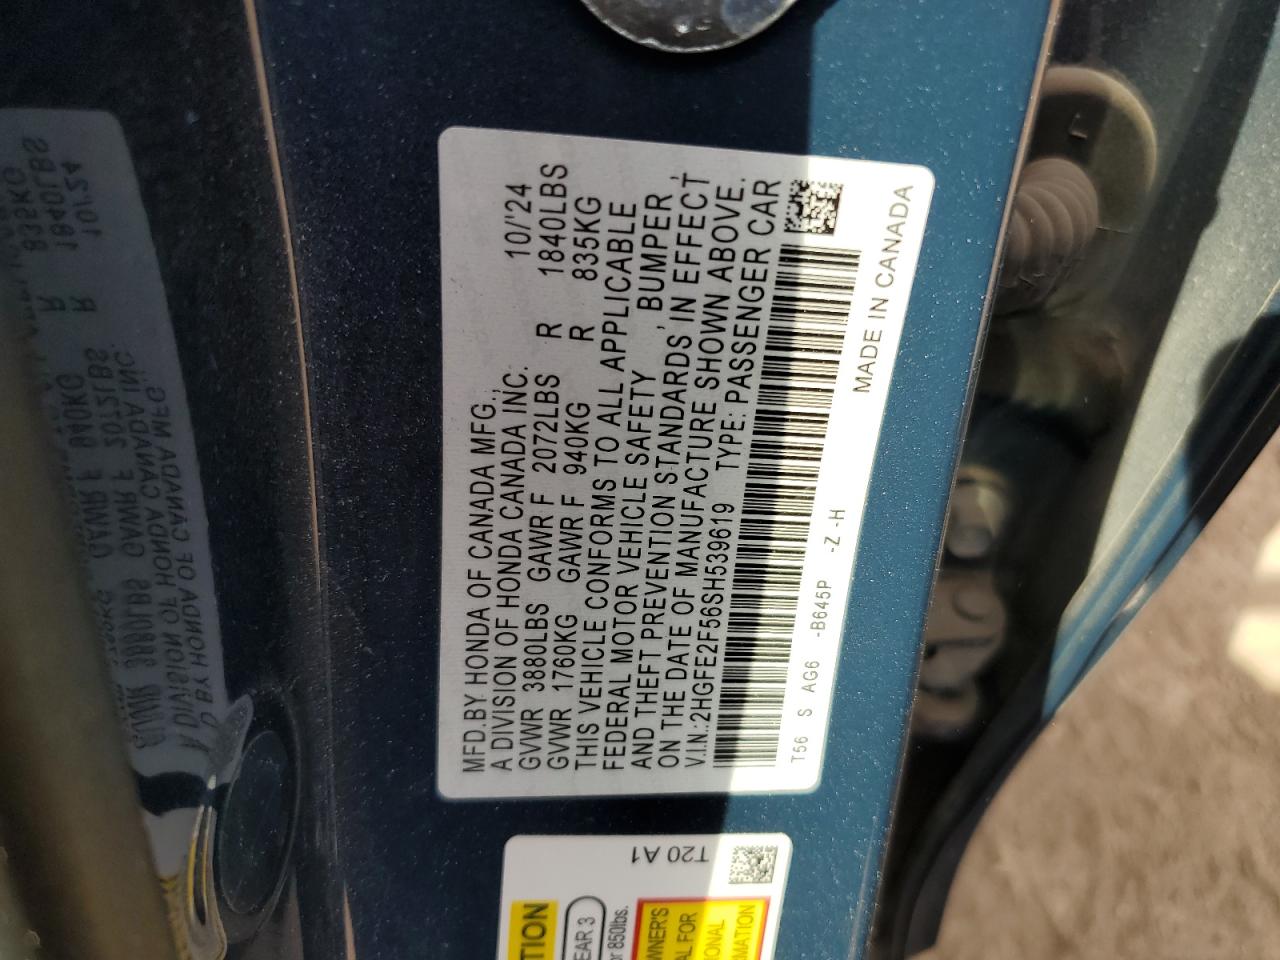 MFD.BY HONDA OF CANADA MFG.,
A DIVISION OF HONDA CANADA INC. 10/'24
GVWR 3880LBS GAWR F 2072LBS R 1840LBS
GVWR 1760KG GAWR F 940KG R 835KG
THIS VEHICLE CONFORMS TO ALL APPLICABLE
FEDERAL MOTOR VEHICLE SAFETY , BUMPER ,
AND THEFT PREVENTION STANDARDS IN EFFECT
ON THE DATE OF MANUFACTURE SHOWN ABOVE.
V.I.N.:2HGFE2F56SH539619 TYPE: PASSENGER CAR
T56 S AG6 -B645P -Z -H
MADE IN CANADA
T20 A1